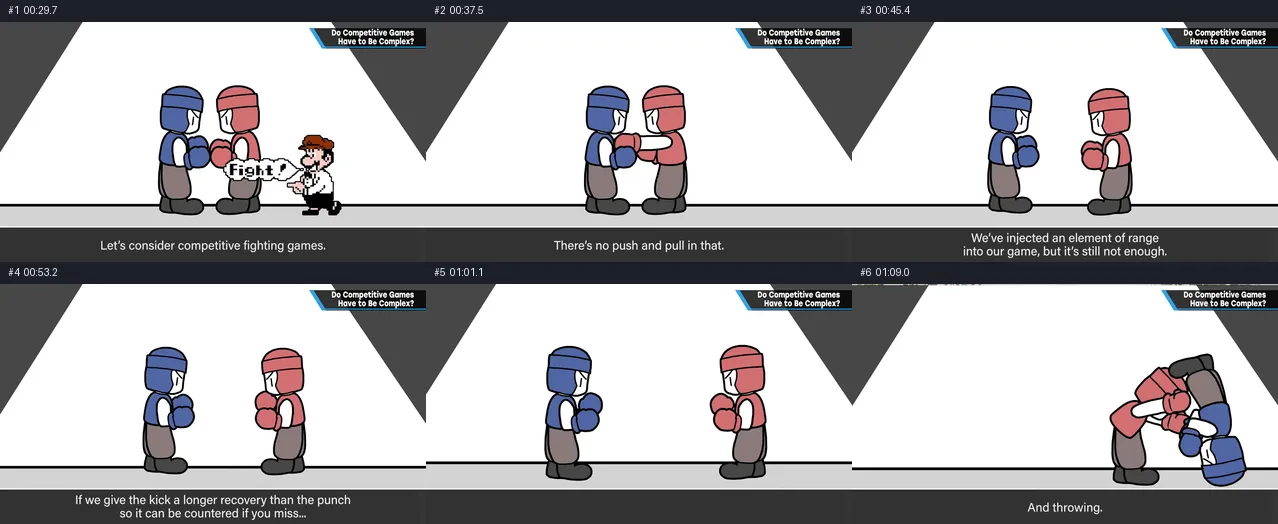 #1 00:29.7
Do Competitive Games
Have to Be Complex?
Fight!
Let's consider competitive fighting games.
#2 00:37.5
Do Competitive Games
Have to Be Complex?
There's no push and pull in that.
#3 00:45.4
Do Competitive Games
Have to Be Complex?
We've injected an element of range
into our game, but it's still not enough.
#4 00:53.2
Do Competitive Games
Have to Be Complex?
If we give the kick a longer recovery than the punch
so it can be countered if you miss...
#5 01:01.1
Do Competitive Games
Have to Be Complex?
#6 01:09.0
Do Competitive Games
Have to Be Complex?
And throwing.